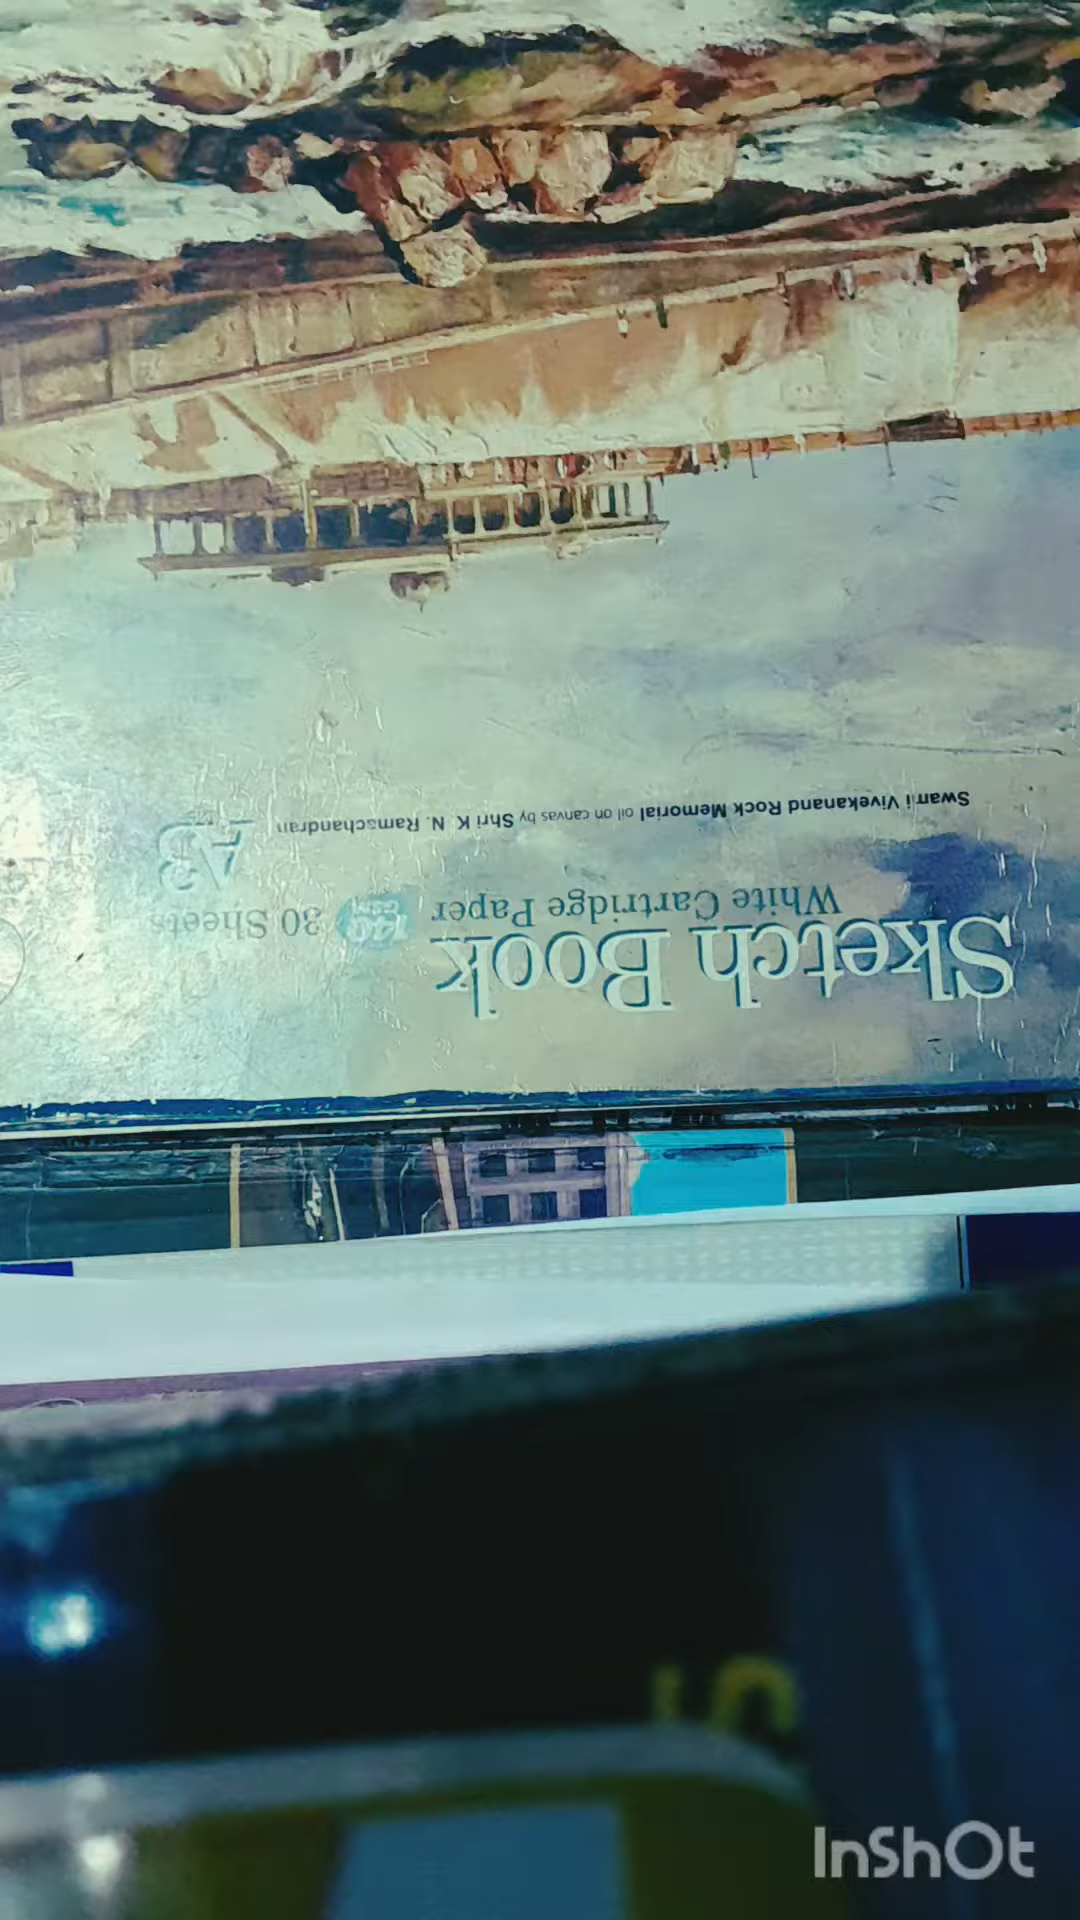 Sketch Book
White Cartridge Paper
30 Sheets
A3
Swami Vivekanand Rock Memorial oil on canvas by Shri K. N. Ramschandran
InShOt